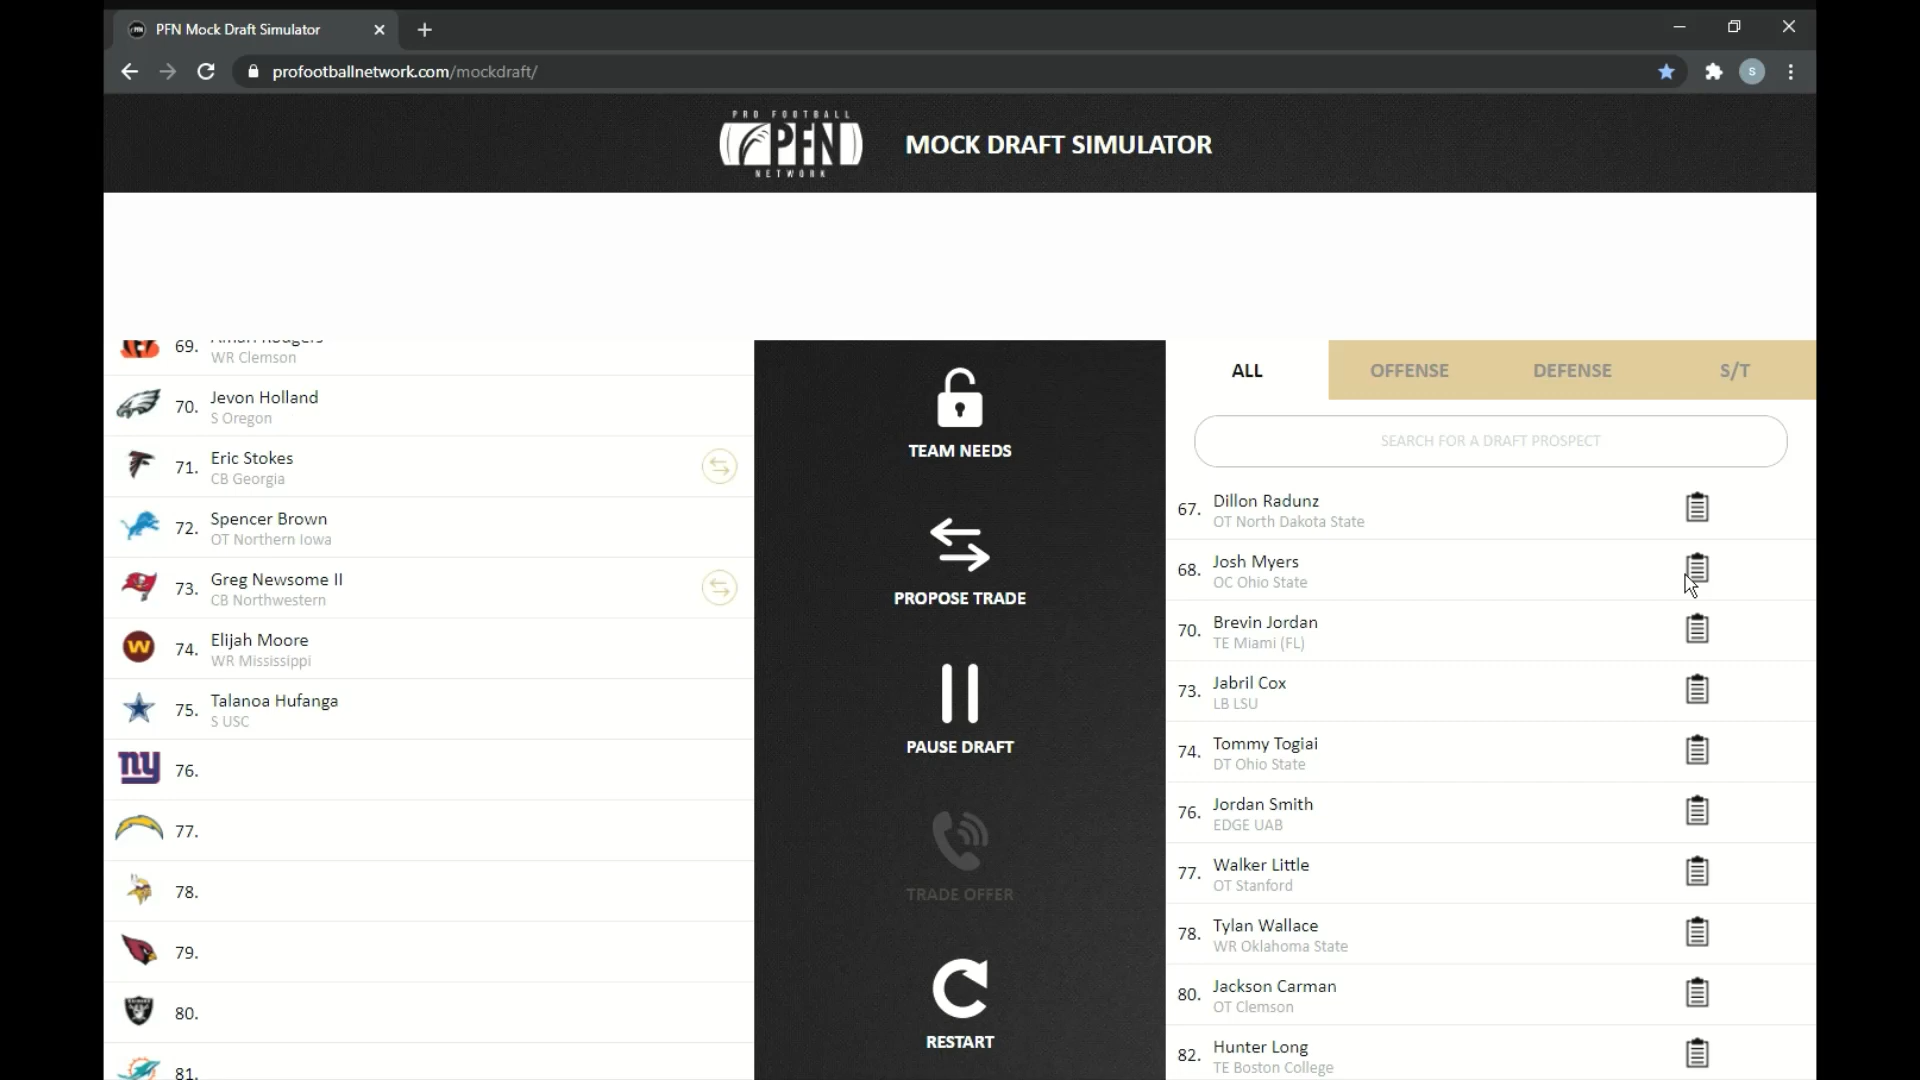 PFN Mock Draft Simulator
profootballnetwork.com/mockdraft/
S
PRO FOOTBALL
PFN
NETWORK
MOCK DRAFT SIMULATOR
69.
WR Clemson
70. Jevon Holland
S Oregon
71. Eric Stokes
CB Georgia
72. Spencer Brown
OT Northern Iowa
73. Greg Newsome II
CB Northwestern
W
74. Elijah Moore
WR Mississippi
75. Talanoa Hufanga
S USC
ny
76.
77.
78.
79.
80.
81.
TEAM NEEDS
PROPOSE TRADE
PAUSE DRAFT
TRADE OFFER
RESTART
ALL
OFFENSE
DEFENSE
S/T
SEARCH FOR A DRAFT PROSPECT
67. Dillon Radunz
OT North Dakota State
68. Josh Myers
OC Ohio State
70. Brevin Jordan
TE Miami (FL)
73. Jabril Cox
LB LSU
74. Tommy Togiai
DT Ohio State
76. Jordan Smith
EDGE UAB
77. Walker Little
OT Stanford
78. Tylan Wallace
WR Oklahoma State
80. Jackson Carman
OT Clemson
82. Hunter Long
TE Boston College